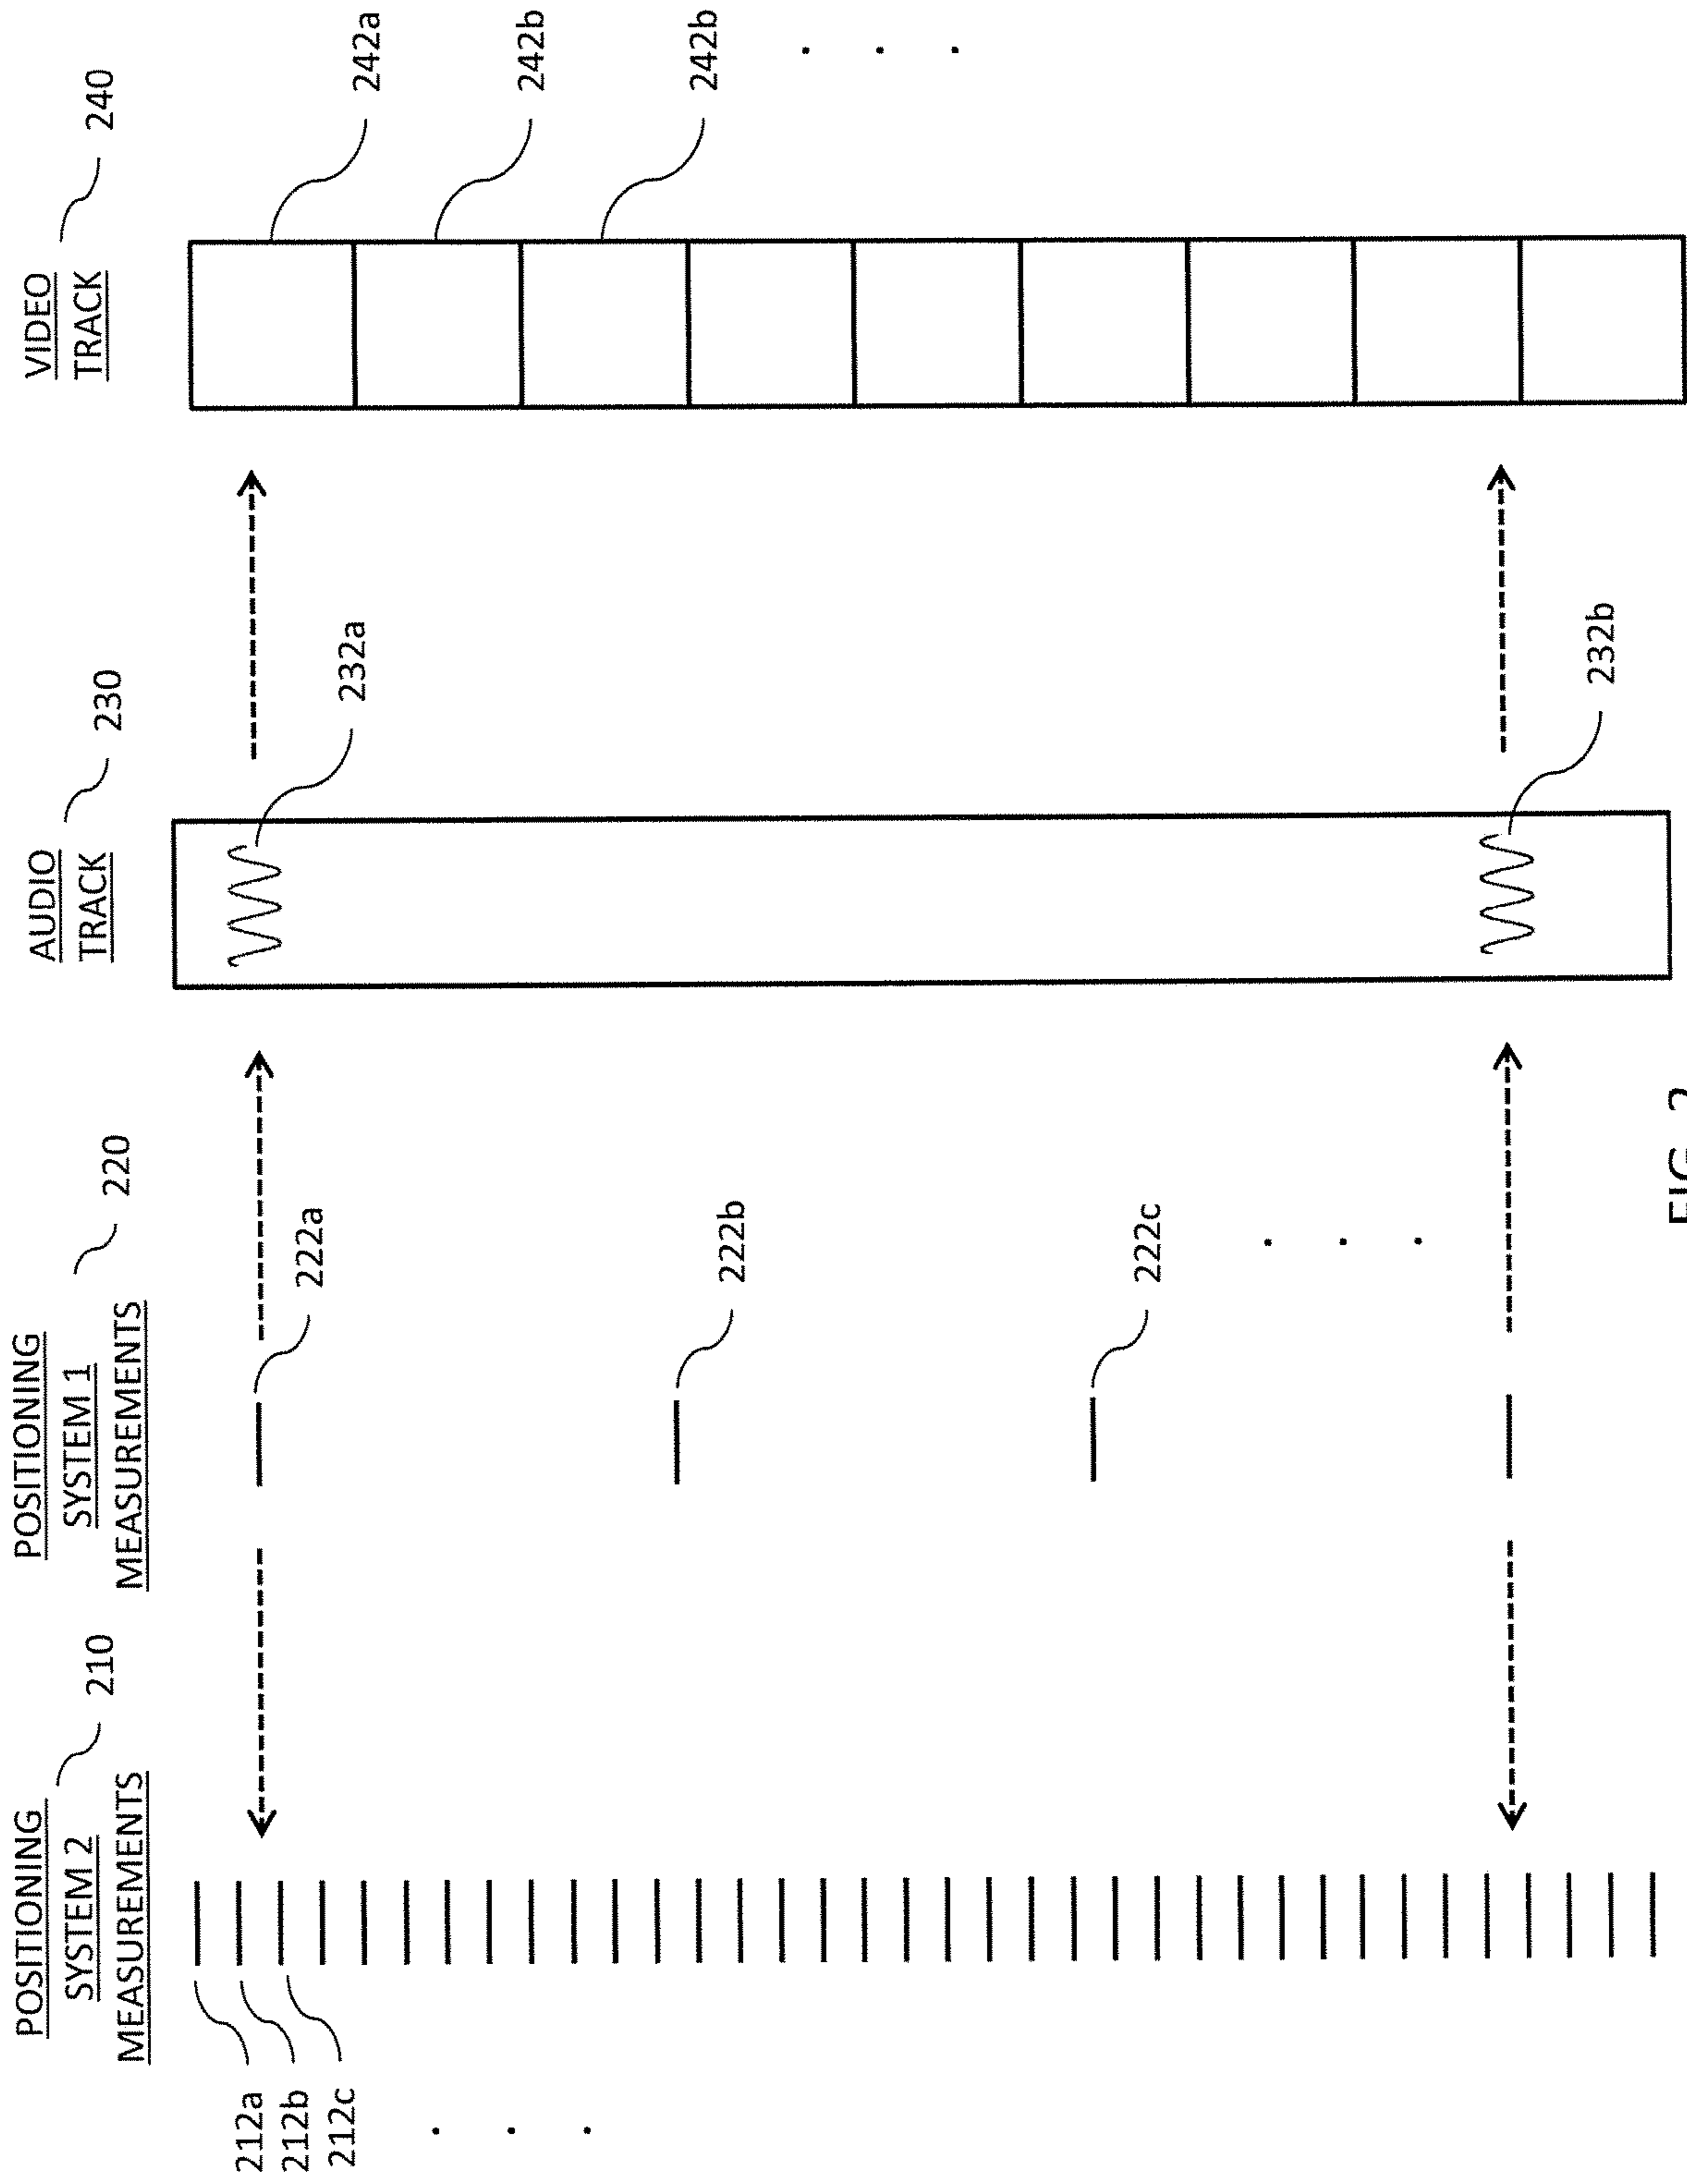 POSITIONING
SYSTEM 2
MEASUREMENTS
210
POSITIONING
SYSTEM 1
MEASUREMENTS
220
AUDIO
TRACK
230
VIDEO
TRACK
240
212a
212b
212c
222a
222b
222c
232a
232b
242a
242b
242b